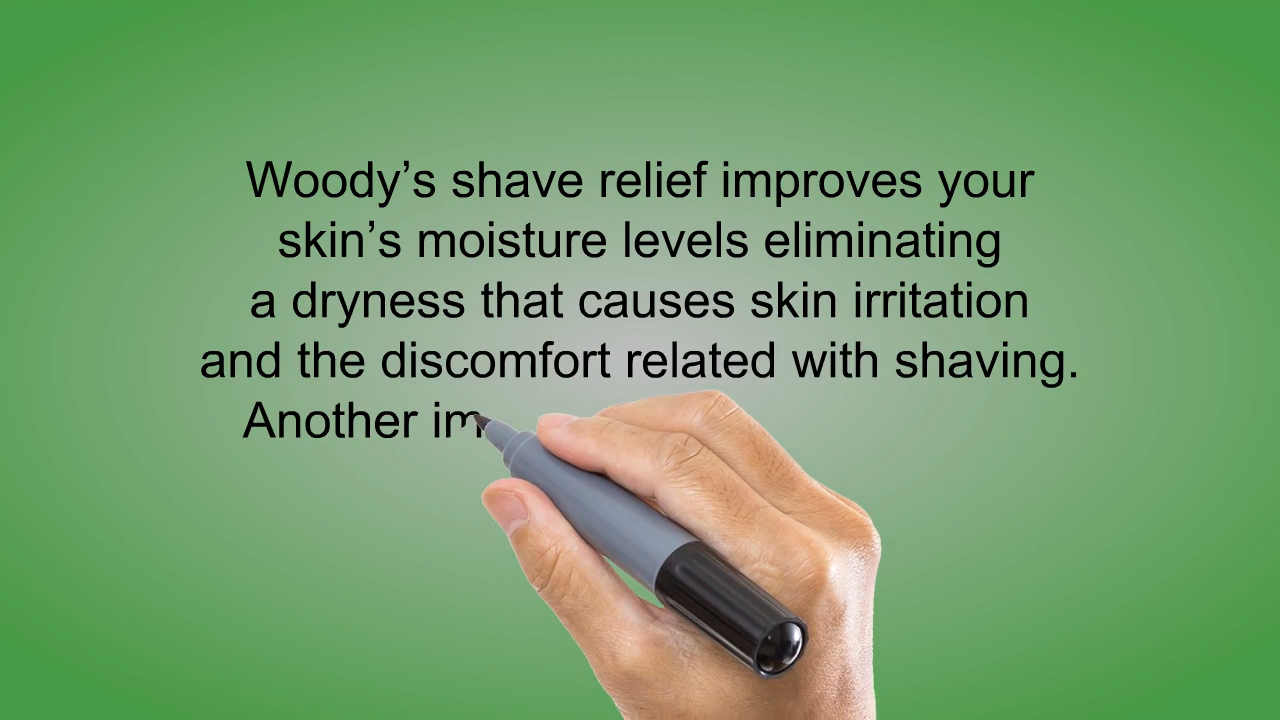 Woody’s shave relief improves your
skin’s moisture levels eliminating
a dryness that causes skin irritation
and the discomfort related with shaving.
Another im